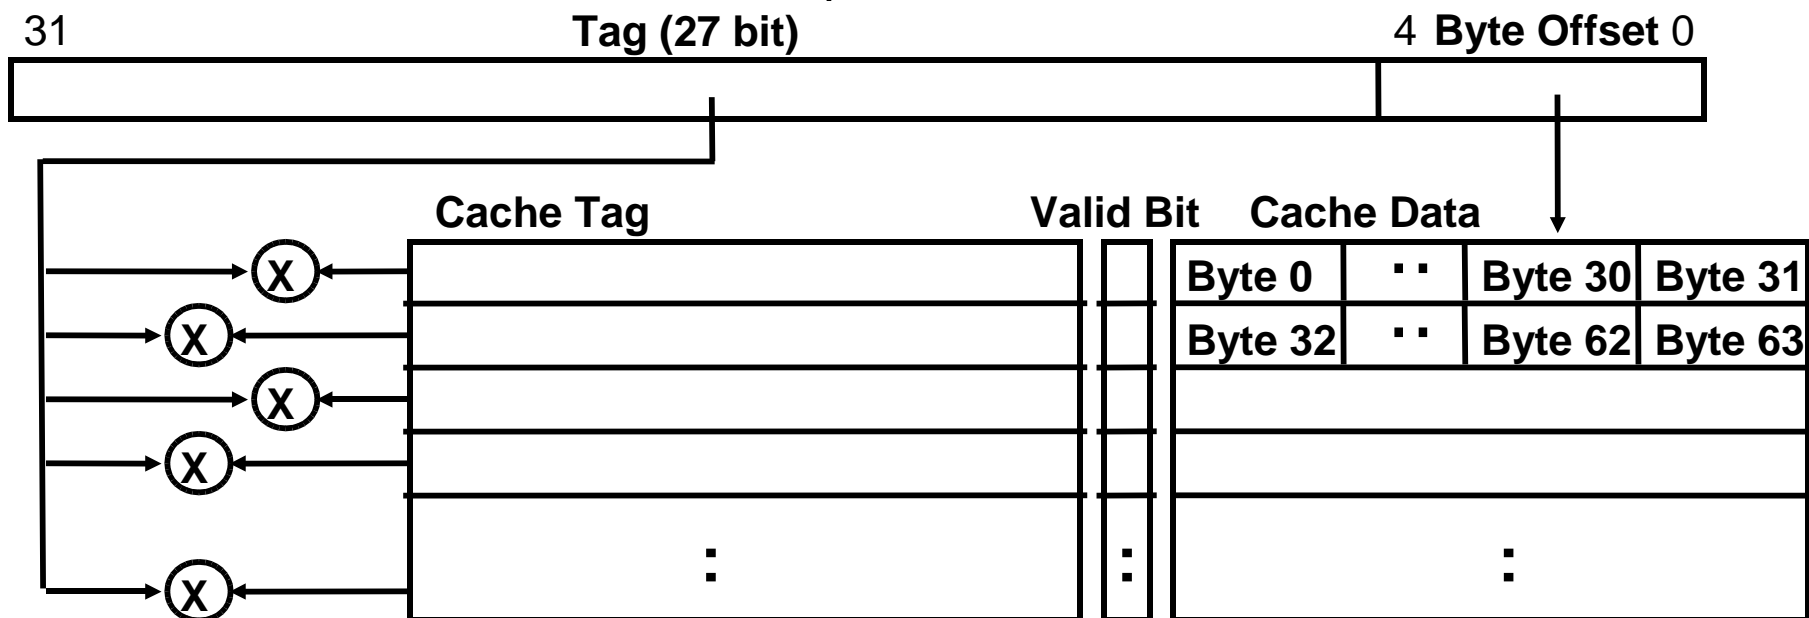 31 Tag (27 bit) 4 Byte Offset 0
Cache Tag Valid Bit Cache Data
X Byte 0 .. Byte 30 Byte 31
X Byte 32 .. Byte 62 Byte 63
X
X
: : :
X